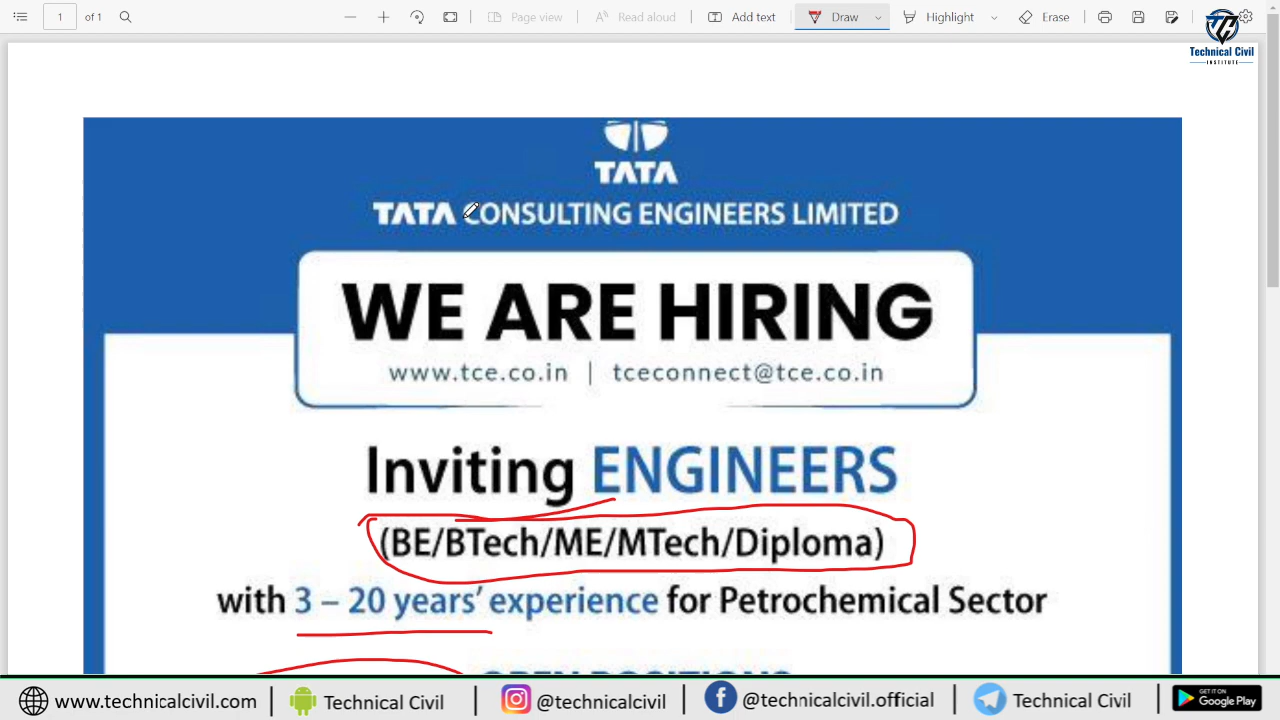 1 of 1 Page view Read aloud Add text Draw Highlight Erase
Technical Civil
INSTITUTE
TATA
TATA CONSULTING ENGINEERS LIMITED
WE ARE HIRING
www.tce.co.in | tceconnect@tce.co.in
Inviting ENGINEERS
(BE/BTech/ME/MTech/Diploma)
with 3 – 20 years’ experience for Petrochemical Sector
OPEN POSITIONS
www.technicalcivil.com Technical Civil @technicalcivil @technicalcivil.official Technical Civil GET IT ON Google Play